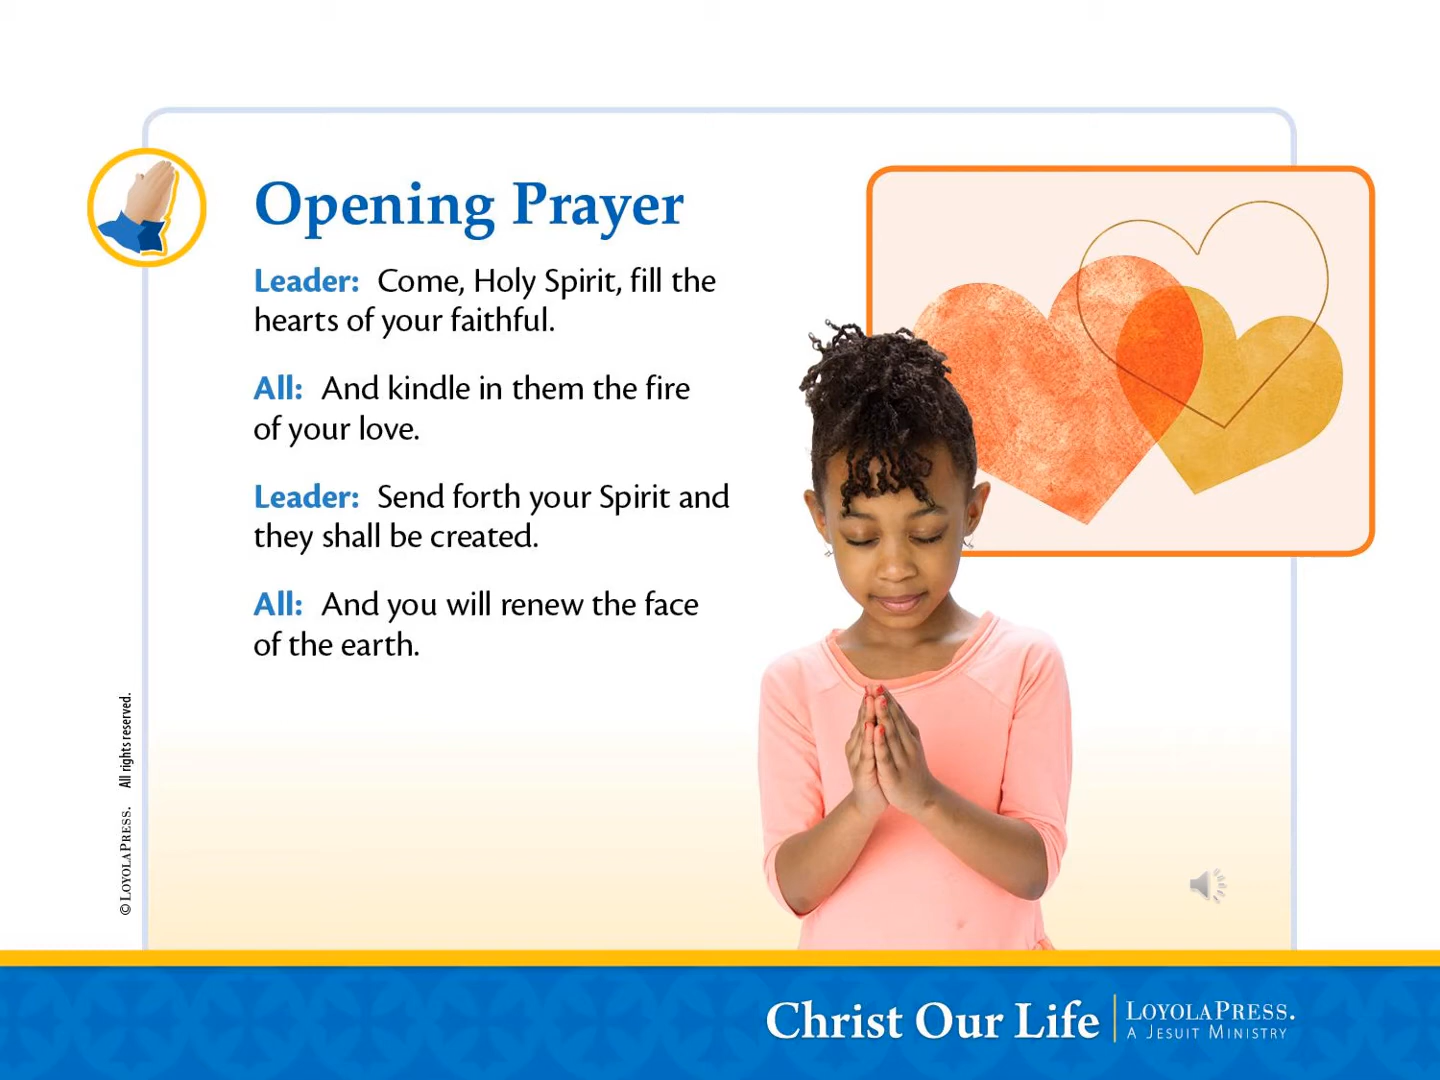 Opening Prayer
Leader: Come, Holy Spirit, fill the
hearts of your faithful.
All: And kindle in them the fire
of your love.
Leader: Send forth your Spirit and
they shall be created.
All: And you will renew the face
of the earth.
© LOYOLAPRESS. All rights reserved.
Christ Our Life
LOYOLAPRESS.
A JESUIT MINISTRY